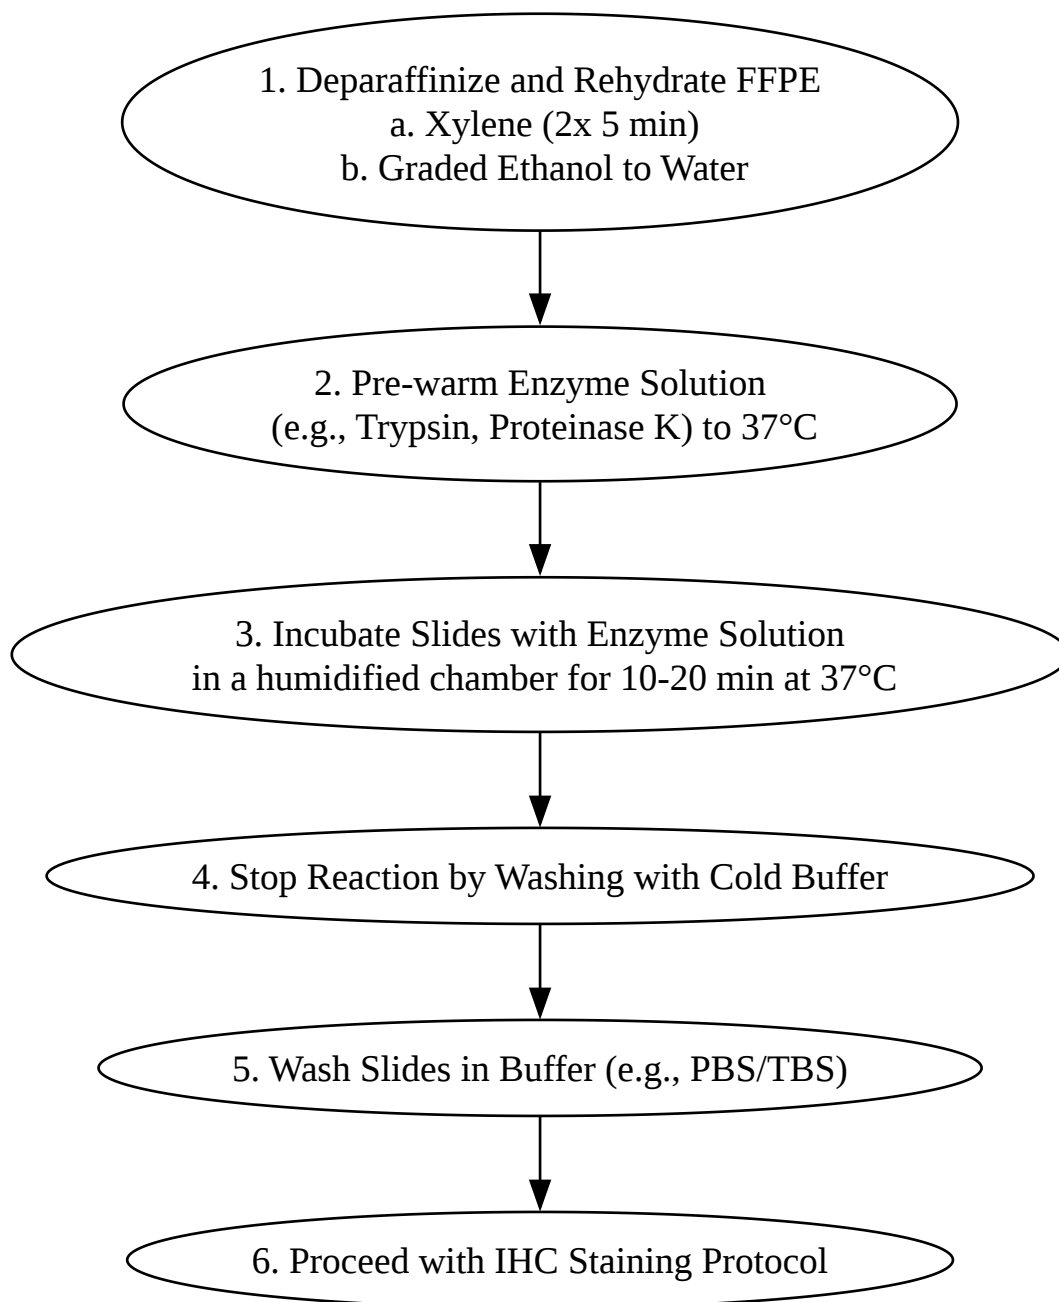 1. Deparaffinize and Rehydrate FFPE
a. Xylene (2x 5 min)
b. Graded Ethanol to Water
2. Pre-warm Enzyme Solution
(e.g., Trypsin, Proteinase K) to 37°C
3. Incubate Slides with Enzyme Solution
in a humidified chamber for 10-20 min at 37°C
4. Stop Reaction by Washing with Cold Buffer
5. Wash Slides in Buffer (e.g., PBS/TBS)
6. Proceed with IHC Staining Protocol